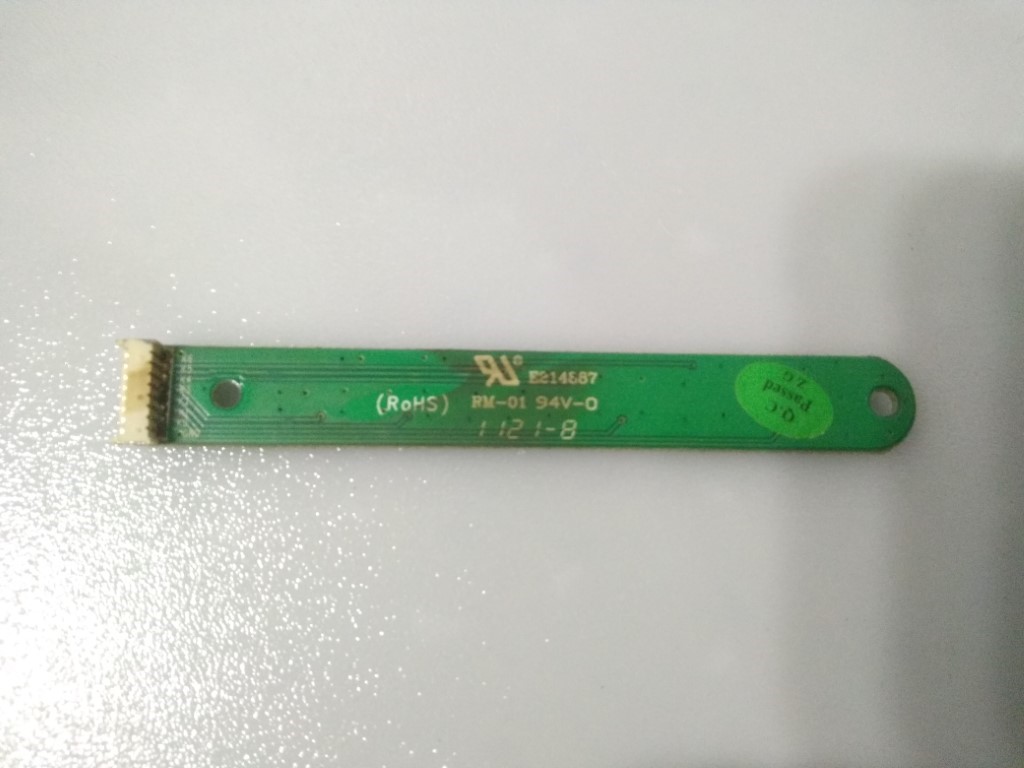 E214887
(RoHS) RM-01 94V-0
1121-8
Q.C
Passed